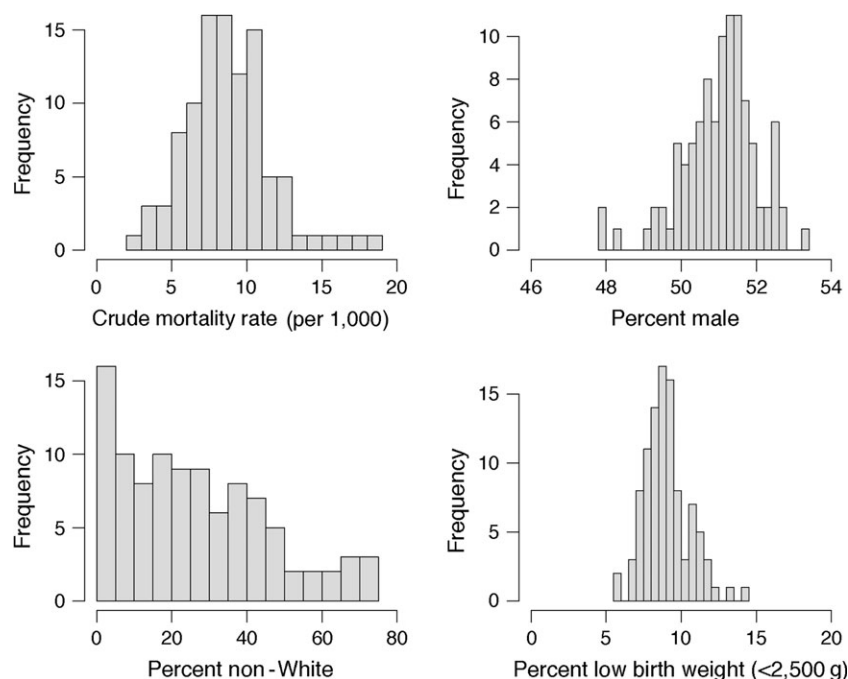 Frequency
15
10
5
0
0 5 10 15 20
Crude mortality rate (per 1,000)
Frequency
10
8
6
4
2
0
46 48 50 52 54
Percent male
Frequency
15
10
5
0
0 20 40 60 80
Percent non-White
Frequency
15
10
5
0
0 5 10 15 20
Percent low birth weight (<2,500 g)